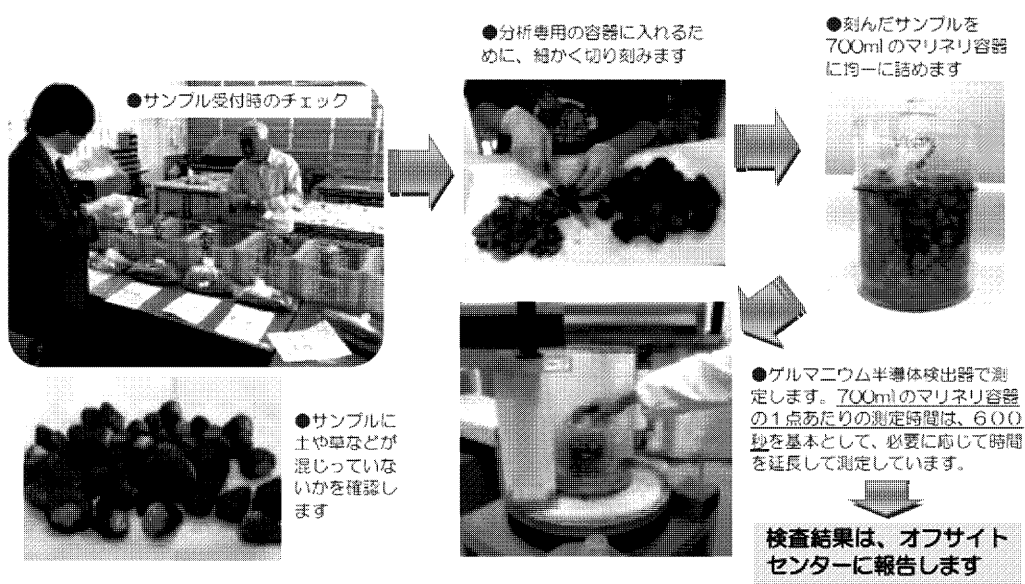 ●サンプル受付時のチェック
●サンプルに
土や草などが
混じっていな
いかを確認し
ます
●分析専用の容器に入れるた
めに、細かく切り刻みます
●刻んだサンプルを
700mlのマリネリ容器
に均一に詰めます
●ゲルマニウム半導体検出器で測
定します。700mlのマリネリ容器
の1点あたりの測定時間は、600
秒を基本として、必要に応じて時間
を延長して測定しています。
検査結果は、オフサイト
センターに報告します